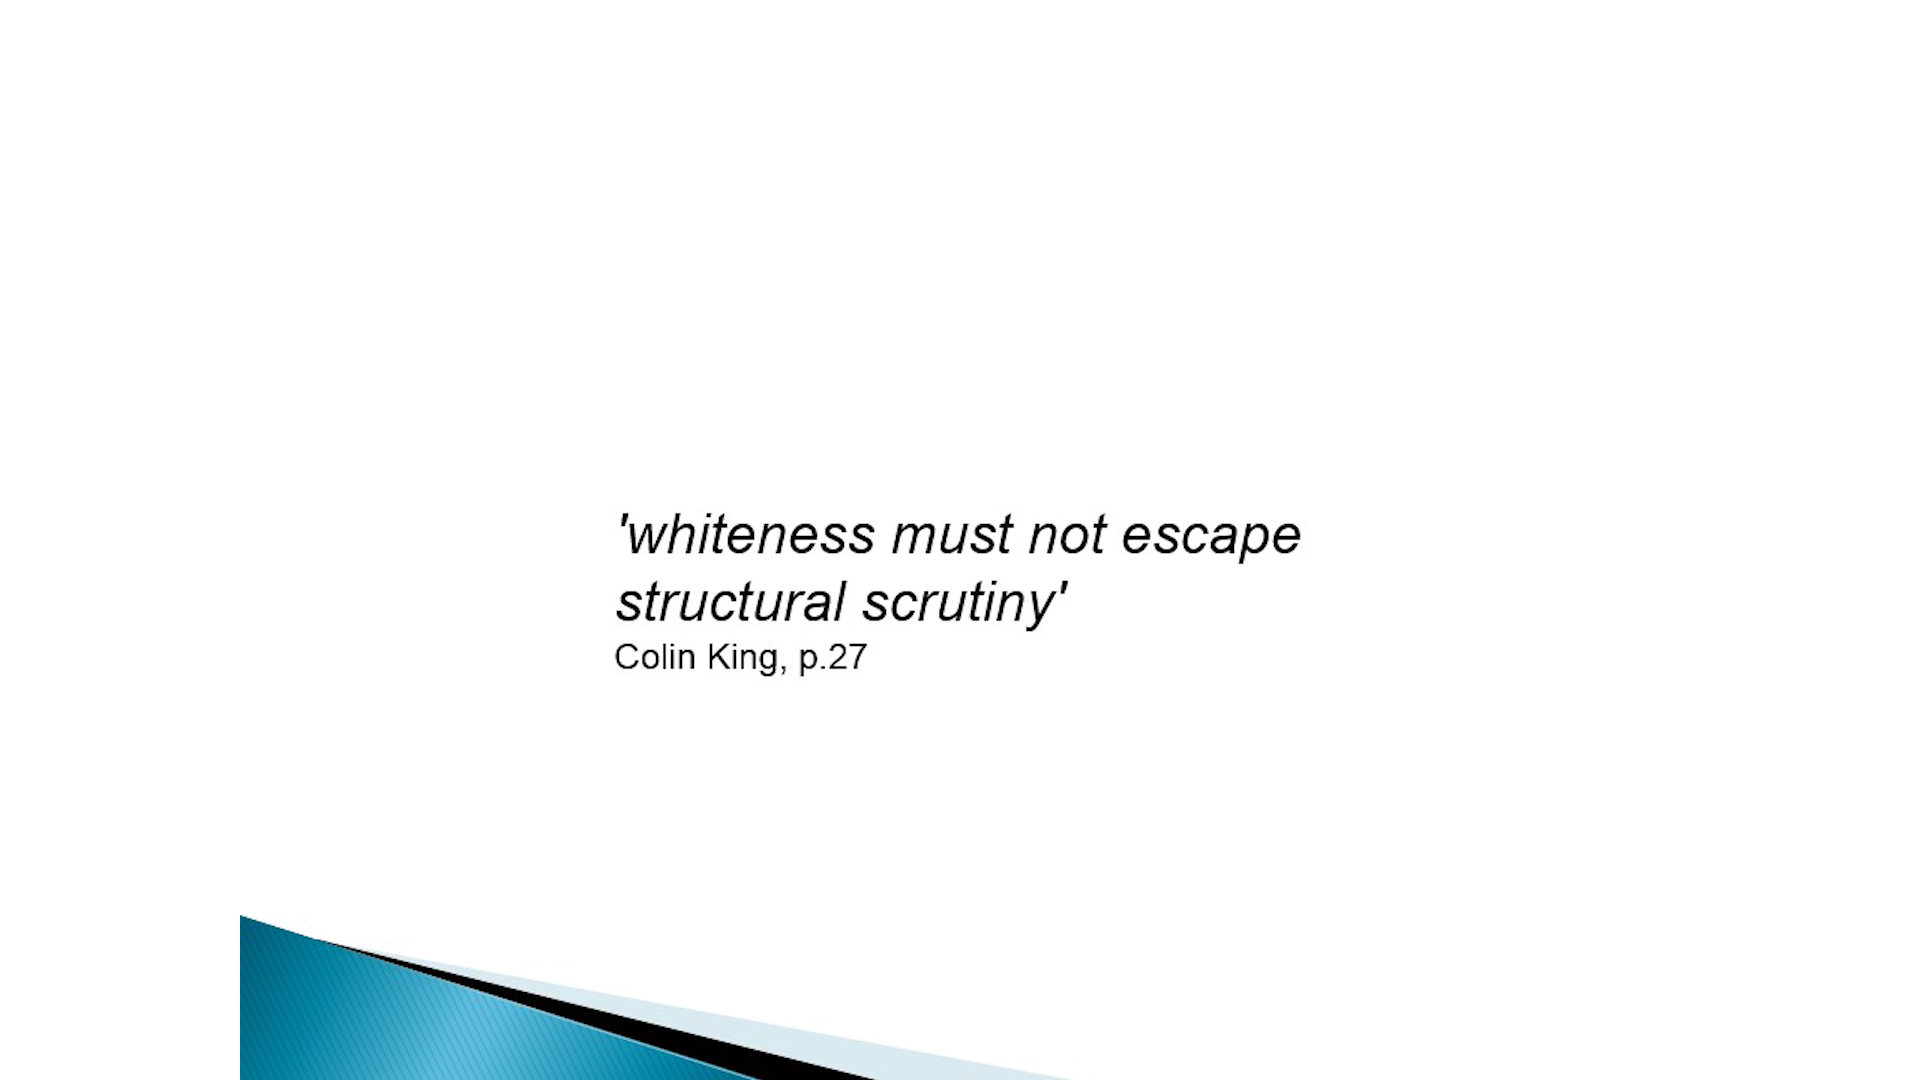 'whiteness must not escape
structural scrutiny'
Colin King, p.27